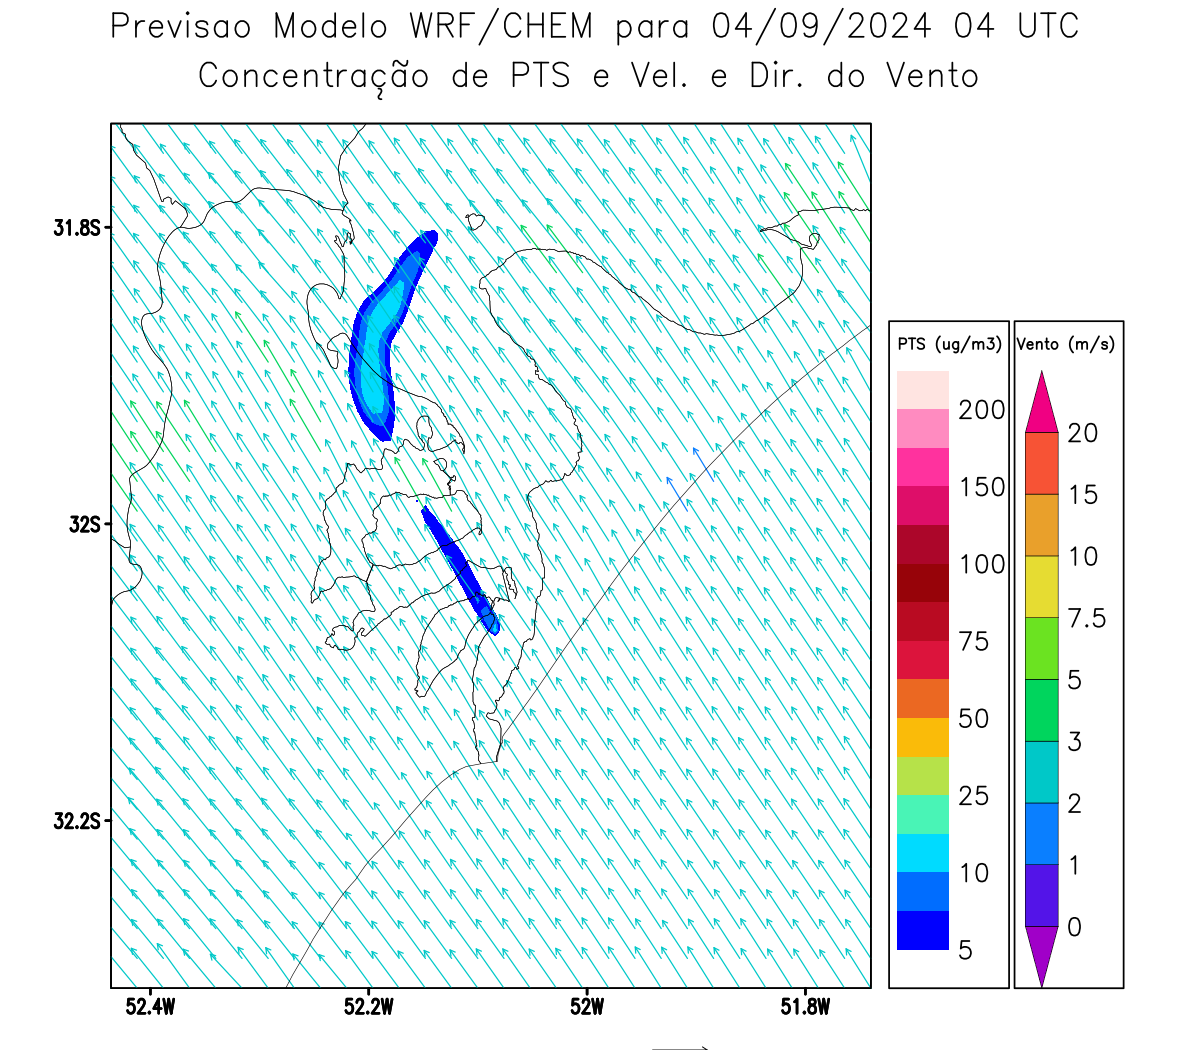 Previsao Modelo WRF/CHEM para 04/09/2024 04 UTC
Concentração de PTS e Vel. e Dir. do Vento
31.8S
32S
32.2S
52.4W
52.2W
52W
51.8W
PTS (ug/m3)
200
150
100
75
50
25
10
5
Vento (m/s)
20
15
10
7.5
5
3
2
1
0